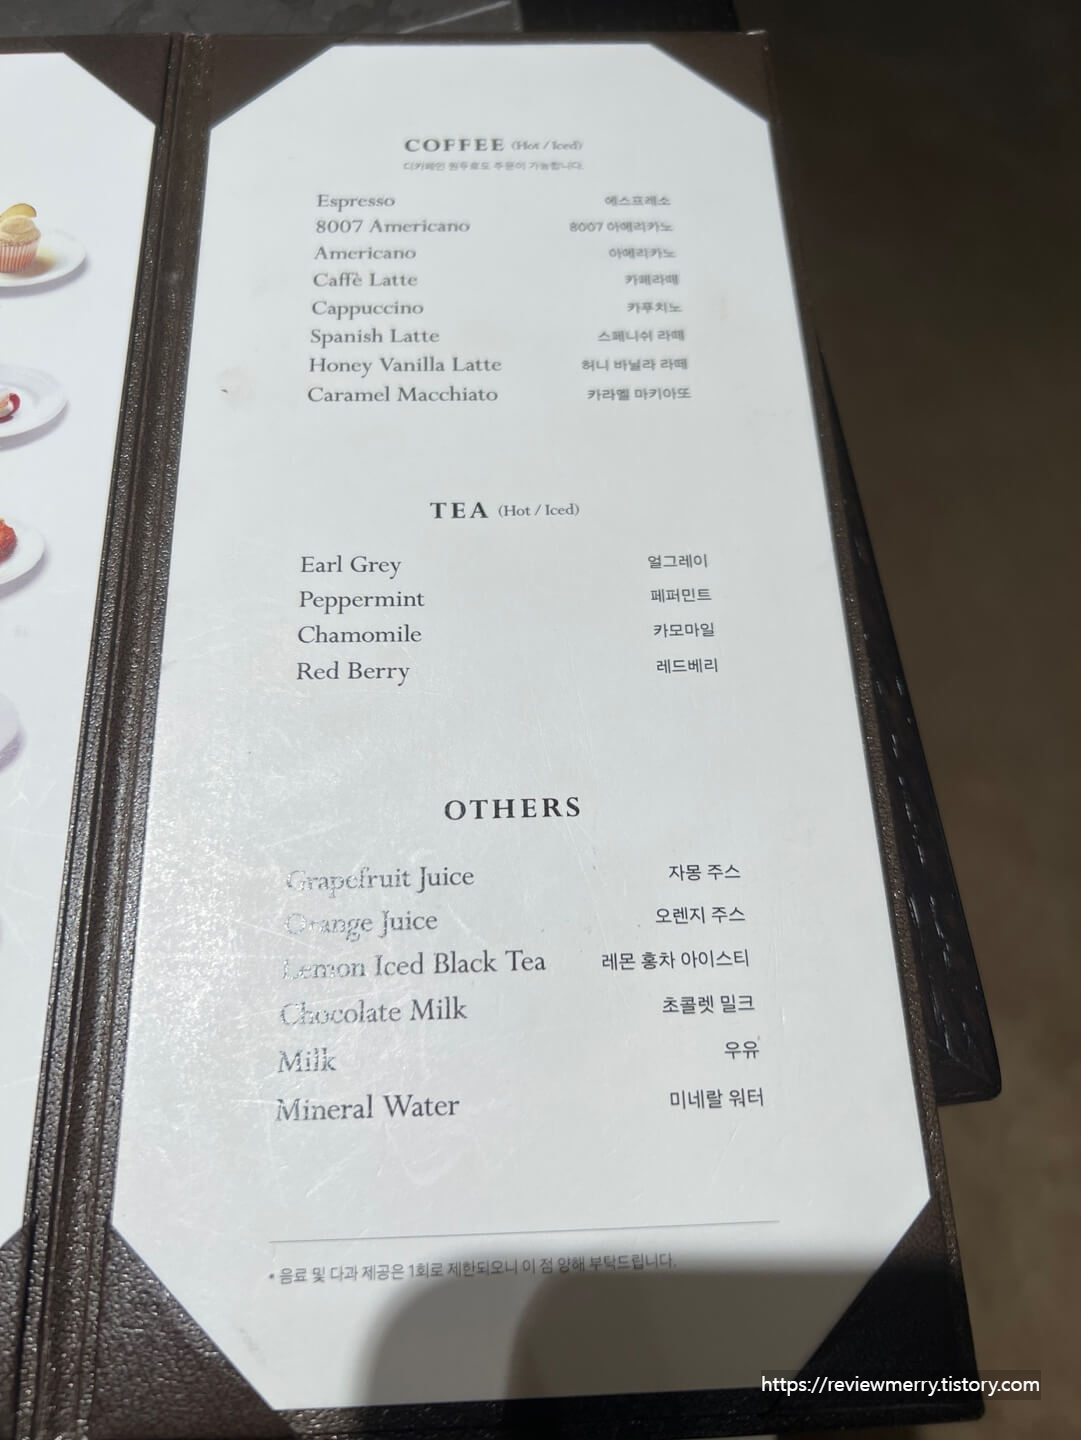 COFFEE (Hot / Iced)
디카페인 원두로도 주문이 가능합니다.
Espresso 에스프레소
8007 Americano 8007 아메리카노
Americano 아메리카노
Caffè Latte 카페라떼
Cappuccino 카푸치노
Spanish Latte 스페니쉬 라떼
Honey Vanilla Latte 허니 바닐라 라떼
Caramel Macchiato 카라멜 마키아또
TEA (Hot / Iced)
Earl Grey 얼그레이
Peppermint 페퍼민트
Chamomile 카모마일
Red Berry 레드베리
OTHERS
Grapefruit Juice 자몽 주스
Orange Juice 오렌지 주스
Lemon Iced Black Tea 레몬 홍차 아이스티
Chocolate Milk 초콜렛 밀크
Milk 우유
Mineral Water 미네랄 워터
* 음료 및 다과 제공은 1회로 제한되오니 이 점 양해 부탁드립니다.
https://reviewmerry.tistory.com